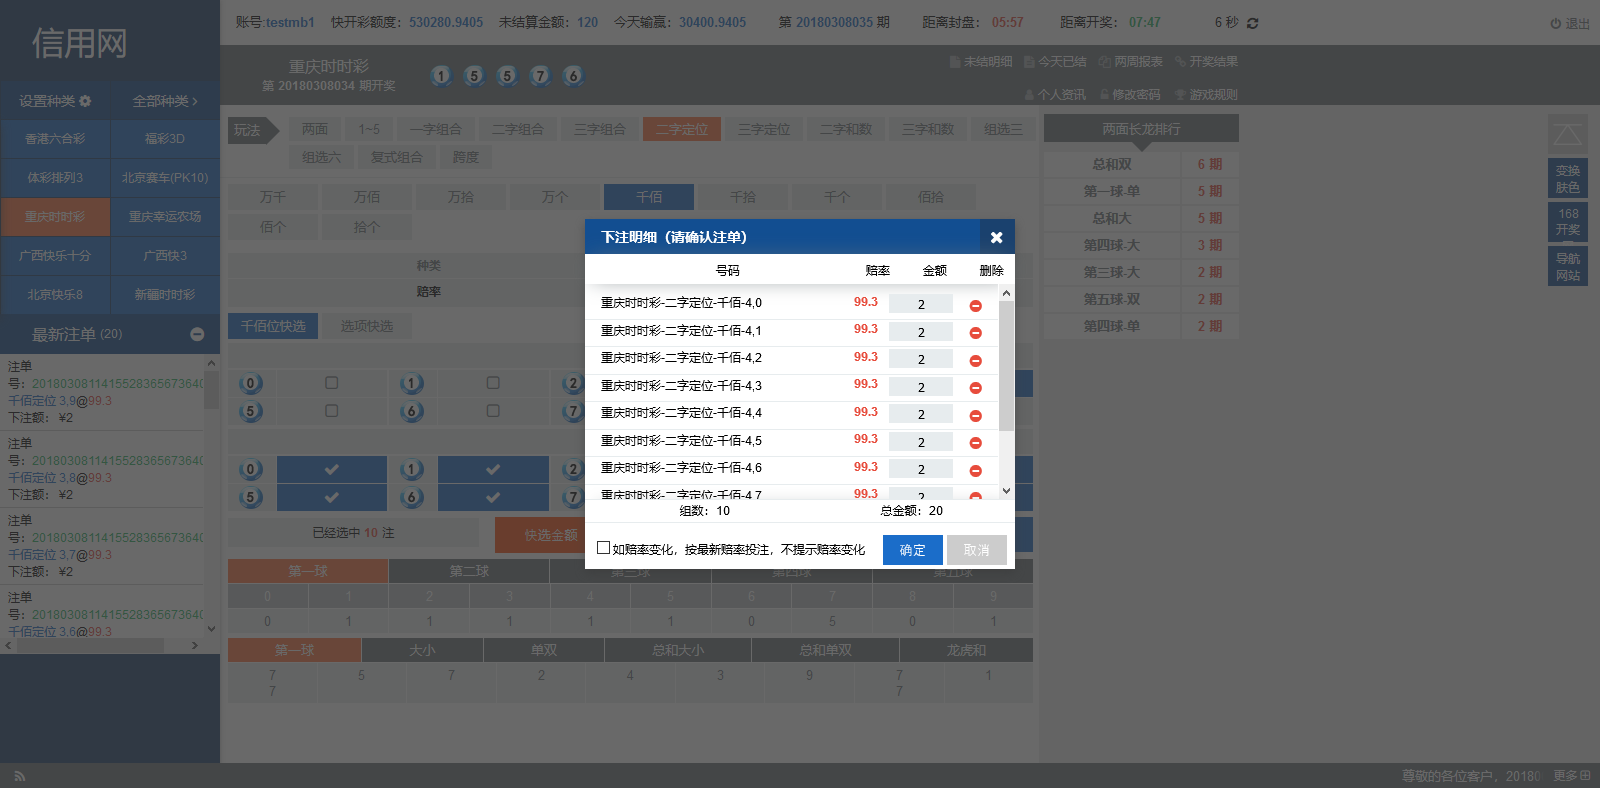 信用网
账号:testmb1 快开彩额度：530280.9405 未结算金额：120 今天输赢：30400.9405 第 20180308035 期 距离封盘：05:57 距离开奖：07:47 6 秒
退出
重庆时时彩
第 20180308034 期开奖
1 5 5 7 6
未结明细 今天已结 两周报表 开奖结果
个人资讯 修改密码 游戏规则
设置种类 全部种类
香港六合彩 福彩3D
体彩排列3 北京赛车(PK10)
重庆时时彩 重庆幸运农场
广西快乐十分 广西快3
北京快乐8 新疆时时彩
最新注单 (20)
注单
号：2018030811415528365673640
千佰定位 3,9@99.3
下注额： ¥2
注单
号：2018030811415528365673640
千佰定位 3,8@99.3
下注额： ¥2
注单
号：2018030811415528365673640
千佰定位 3,7@99.3
下注额： ¥2
注单
号：2018030811415528365673640
千佰定位 3,6@99.3
玩法 两面 1~5 一字组合 二字组合 三字组合 二字定位 三字定位 二字和数 三字和数 组选三
组选六 复式组合 跨度
万千 万佰 万拾 万个 千佰 千拾 千个 佰拾
佰个 拾个
种类
赔率
千佰位快选 选项快选
0 1 2
5 6 7
0 1 2
5 6 7
已经选中 10 注 快选金额
第一球 第二球 第三球 第四球 第五球
0 1 2 3 4 5 6 7 8 9
0 1 1 1 1 1 0 5 0 1
第一球 大小 单双 总和大小 总和单双 龙虎和
7 5 7 2 4 3 9 7 1
7 7
下注明细（请确认注单）
号码 赔率 金额 删除
重庆时时彩-二字定位-千佰-4,0 99.3 2
重庆时时彩-二字定位-千佰-4,1 99.3 2
重庆时时彩-二字定位-千佰-4,2 99.3 2
重庆时时彩-二字定位-千佰-4,3 99.3 2
重庆时时彩-二字定位-千佰-4,4 99.3 2
重庆时时彩-二字定位-千佰-4,5 99.3 2
重庆时时彩-二字定位-千佰-4,6 99.3 2
重庆时时彩-二字定位-千佰-4,7 99.3 2
组数：10 总金额：20
如赔率变化，按最新赔率投注，不提示赔率变化 确定 取消
两面长龙排行
总和双 6 期
第一球-单 5 期
总和大 5 期
第四球-大 3 期
第三球-大 2 期
第五球-双 2 期
第四球-单 2 期
变换
肤色
168
开奖
导航
网站
尊敬的各位客户，20180 更多